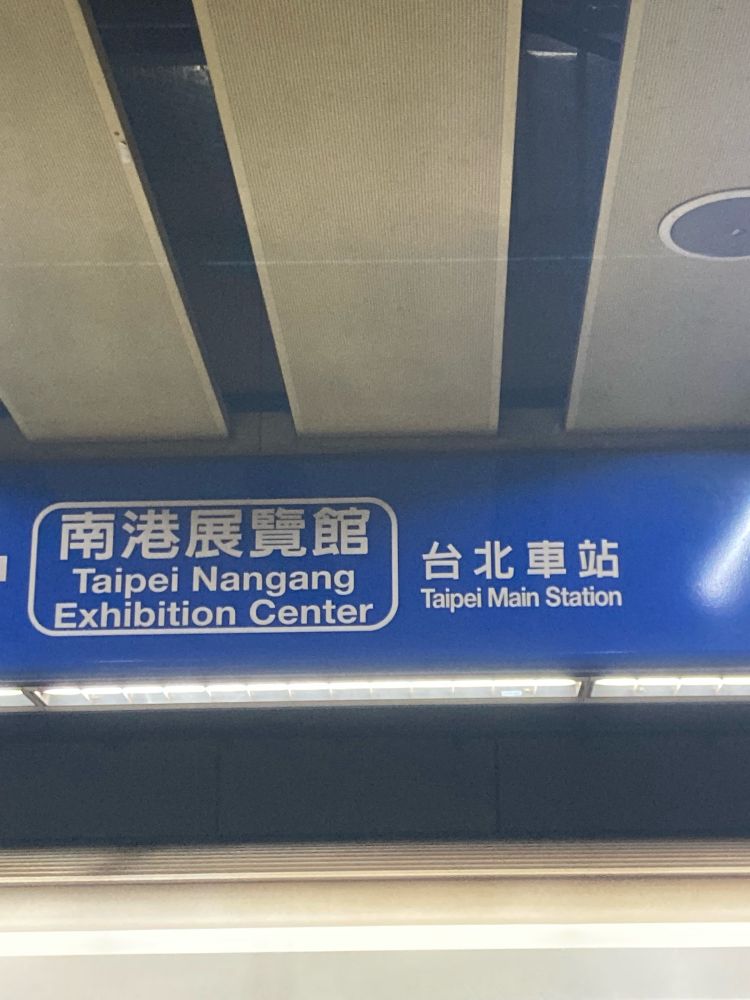 南港展覽館
Taipei Nangang
Exhibition Center
台北車站
Taipei Main Station